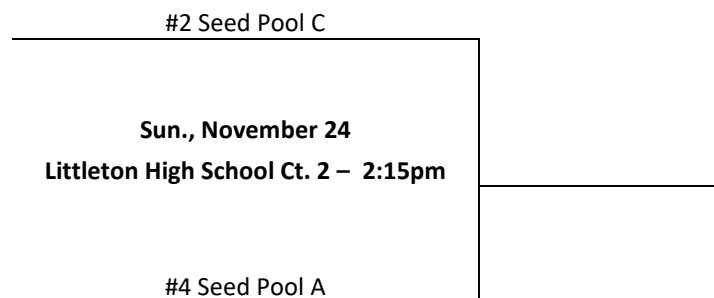 #2 Seed Pool C
Sun., November 24
Littleton High School Ct. 2 – 2:15pm
#4 Seed Pool A